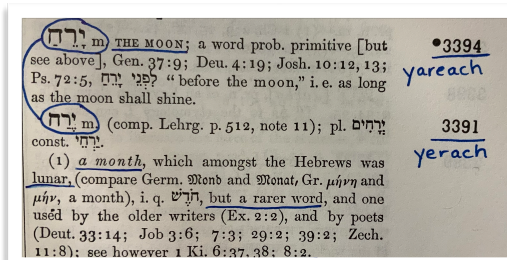 יָרֵחַ m. THE MOON; a word prob. primitive [but
•3394
see above], Gen. 37:9; Deu. 4:19; Josh. 10:12, 13;
yareach
Ps. 72:5, לִפְנֵי יָרֵחַ “before the moon,” i. e. as long
as the moon shall shine.
יֶרַח m. (comp. Lehrg. p. 512, note 11); pl. יְרָחִים
3391
const. יַרְחֵי.
yerach
(1) a month, which amongst the Hebrews was
lunar, (compare Germ. Mond and Monat, Gr. μήνη and
μήν, a month), i. q. חֹדֶשׁ, but a rarer word, and one
used by the older writers (Ex. 2:2), and by poets
(Deut. 33:14; Job 3:6; 7:3; 29:2; 39:2; Zech.
11:8); see however 1 Ki. 6:37, 38; 8:2.